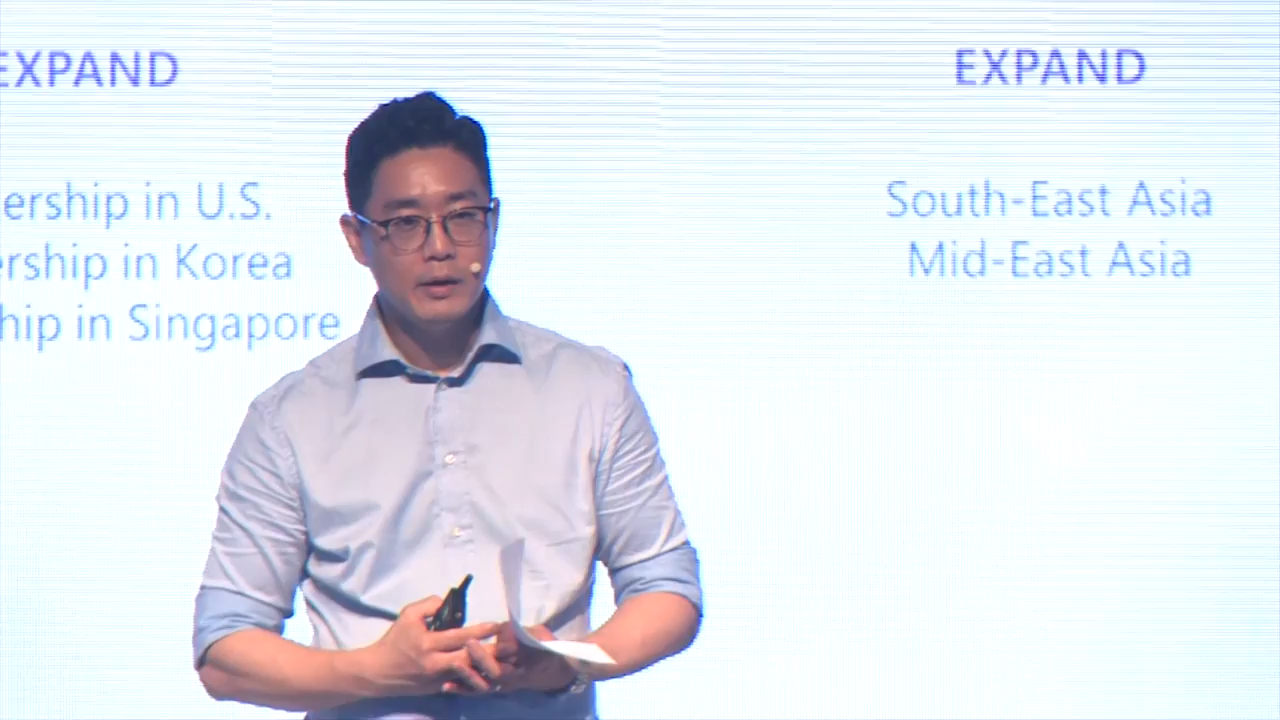 EXPAND
ership in U.S.
ership in Korea
hip in Singapore
EXPAND
South-East Asia
Mid-East Asia